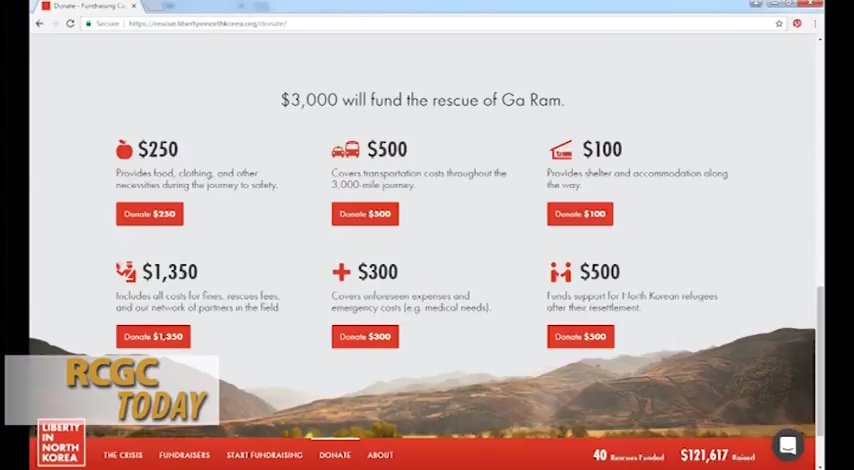 Donate - Fundraising Co
Secure
https://rescue.libertyinnorthkorea.org/donate/
$3,000 will fund the rescue of Ga Ram.
$250
Provides food, clothing, and other
necessities during the journey to safety.
Donate $250
$500
Covers transportation costs throughout the
3,000-mile journey.
Donate $500
$100
Provides shelter and accommodation along
the way.
Donate $100
$1,350
Includes all costs for fines, rescues fees,
and our network of partners in the field.
Donate $1,350
$300
Covers unforeseen expenses and
emergency costs (e.g. medical needs).
Donate $300
$500
Funds support for North Korean refugees
after their resettlement.
Donate $500
RCGC
TODAY
LIBERTY
IN
NORTH
KOREA
THE CRISIS
FUNDRAISERS
START FUNDRAISING
DONATE
ABOUT
40 Rescues Funded
$121,617 Raised